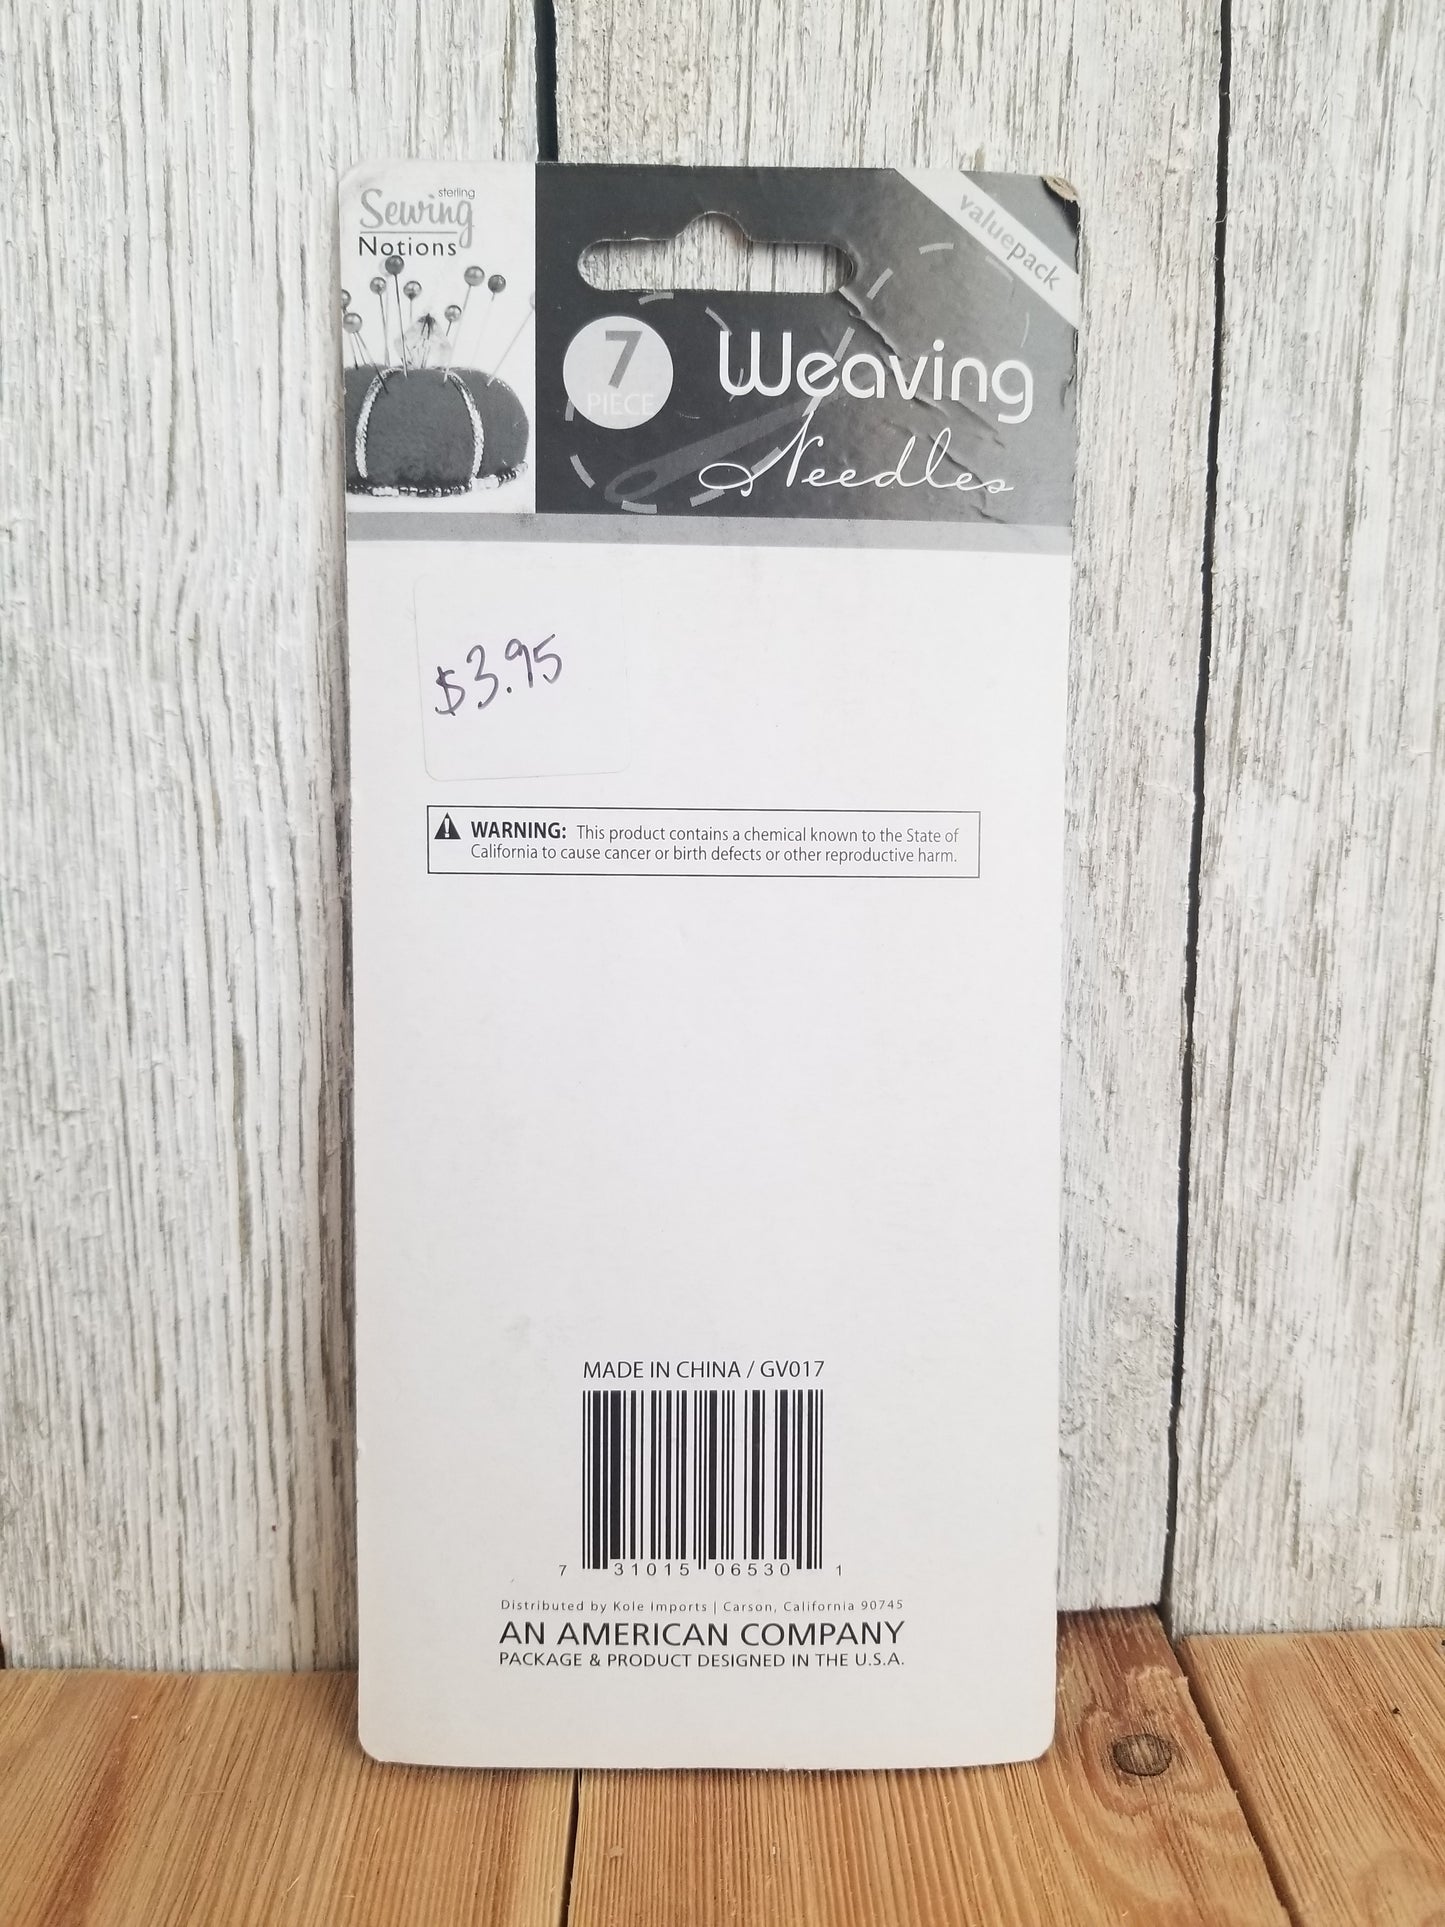 sterling
Sewing
Notions
valuepack
7
PIECE
Weaving
Needles
$3.95
WARNING: This product contains a chemical known to the State of
California to cause cancer or birth defects or other reproductive harm.
MADE IN CHINA / GV017
7 31015 06530 1
Distributed by Kole Imports | Carson, California 90745
AN AMERICAN COMPANY
PACKAGE & PRODUCT DESIGNED IN THE U.S.A.